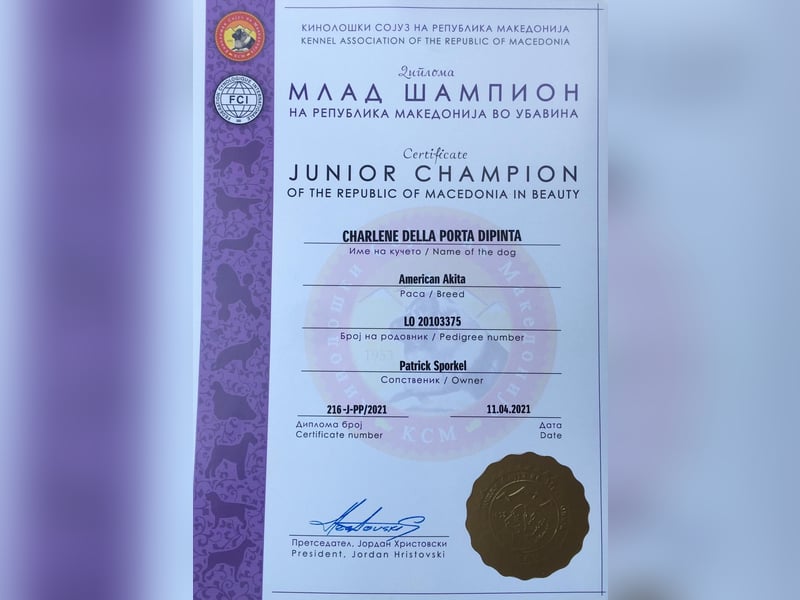 КИНОЛОШКИ СОЈУЗ НА РЕПУБЛИКА МАКЕДОНИЈА
KENNEL ASSOCIATION OF THE REPUBLIC OF MACEDONIA
FCI
Диплома
МЛАД ШАМПИОН
НА РЕПУБЛИКА МАКЕДОНИЈА ВО УБАВИНА
Certificate
JUNIOR CHAMPION
OF THE REPUBLIC OF MACEDONIA IN BEAUTY
CHARLENE DELLA PORTA DIPINTA
Име на кучето / Name of the dog
American Akita
Раса / Breed
LO 20103375
Број на родовник / Pedigree number
Patrick Sporkel
Сопственик / Owner
216-J-PP/2021 11.04.2021
Диплома број Дата
Certificate number Date
КСМ
Претседател, Јордан Христовски
President, Jordan Hristovski